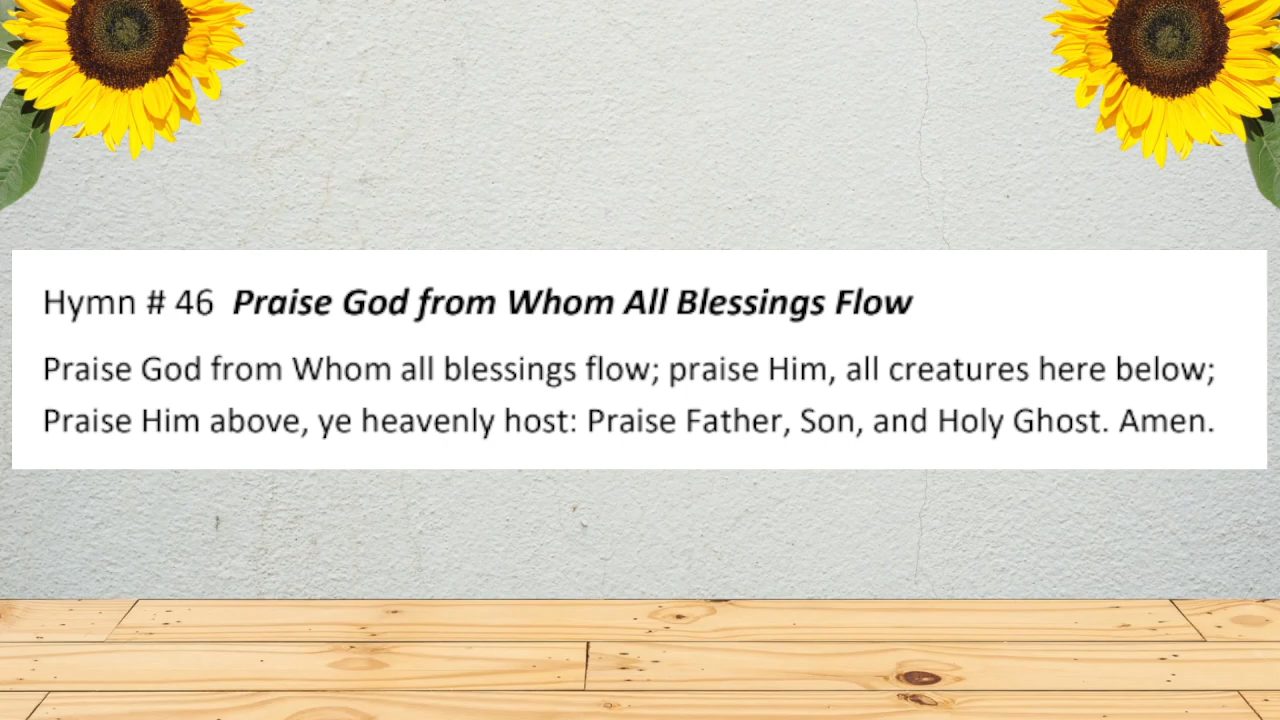 Hymn # 46 Praise God from Whom All Blessings Flow
Praise God from Whom all blessings flow; praise Him, all creatures here below;
Praise Him above, ye heavenly host: Praise Father, Son, and Holy Ghost. Amen.